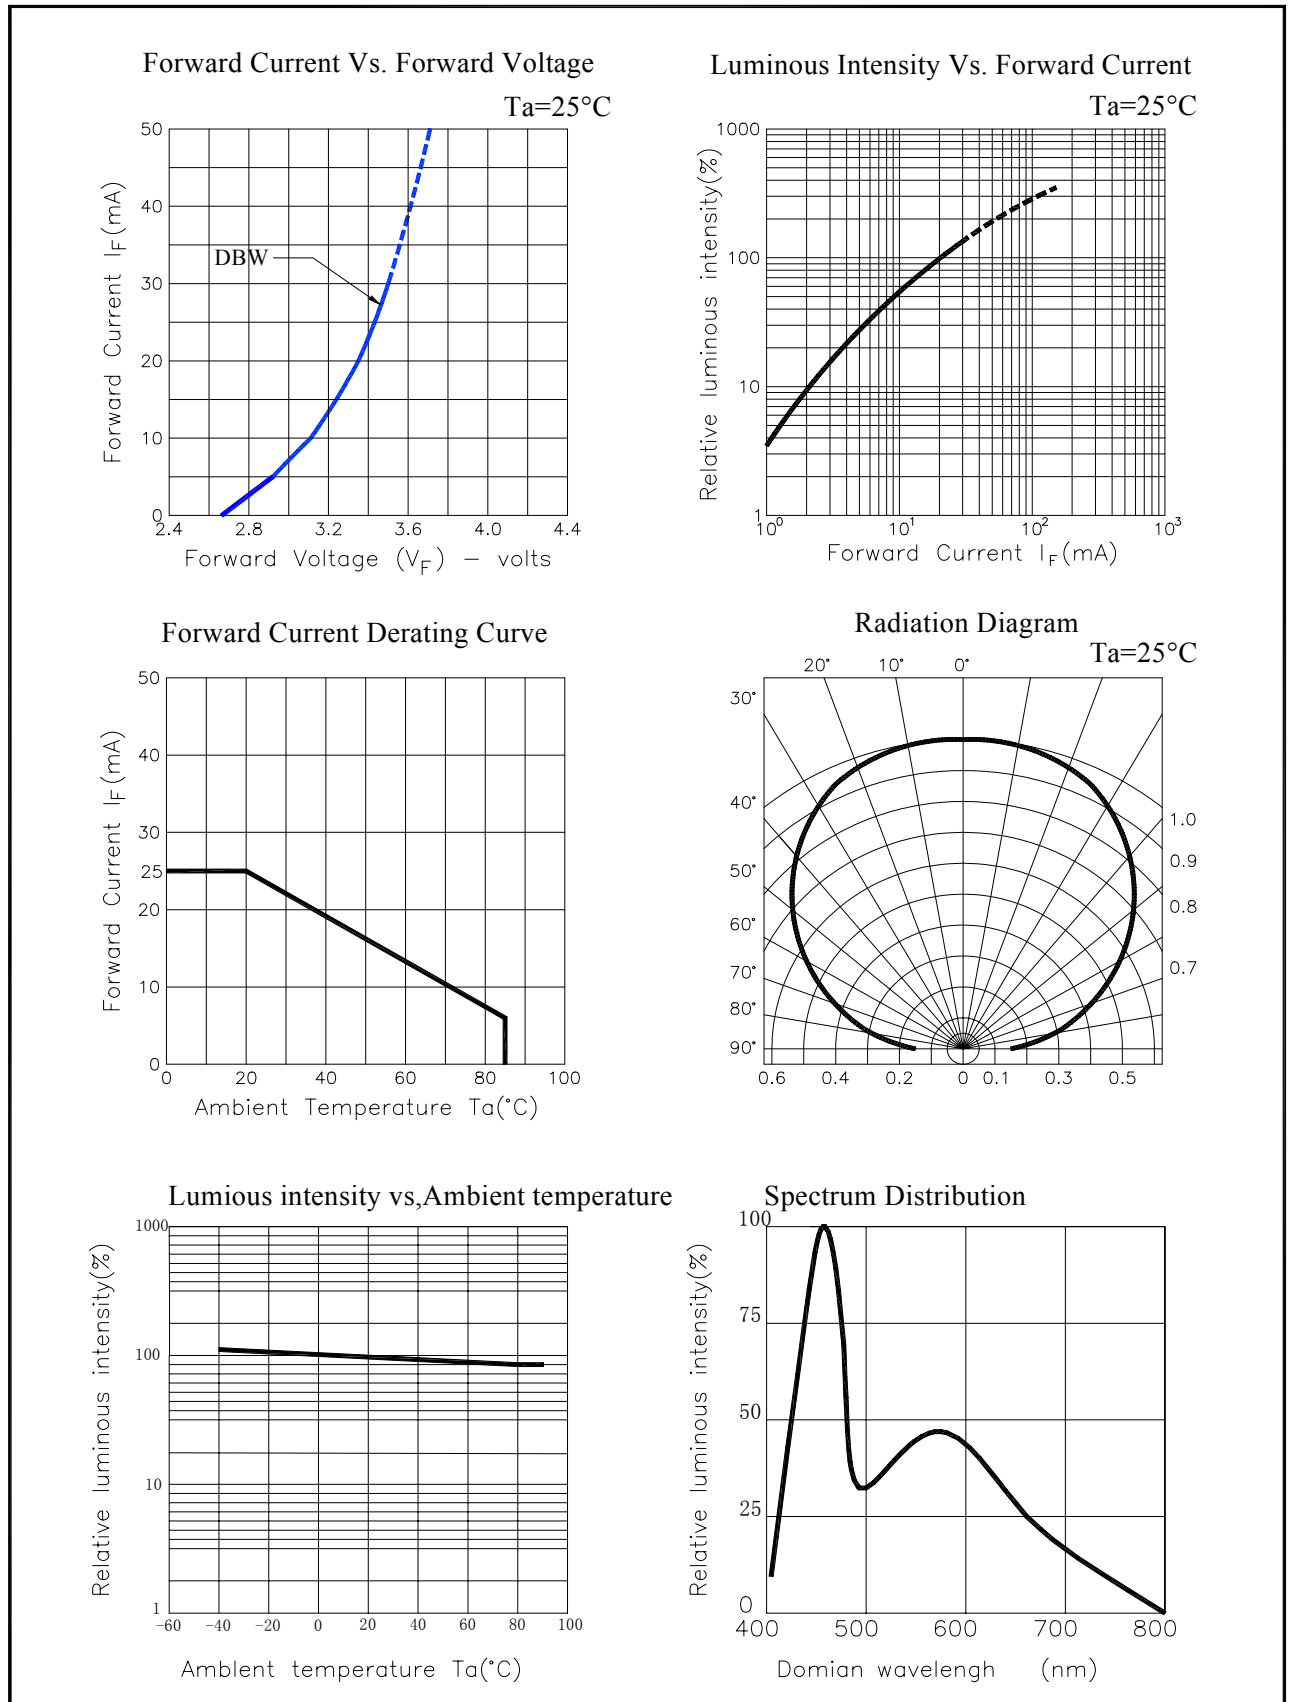 Forward Current Vs. Forward Voltage
Ta=25°C
50
40
30
20
10
0
Forward Current IF(mA)
DBW
2.4 2.8 3.2 3.6 4.0 4.4
Forward Voltage (VF) – volts
Luminous Intensity Vs. Forward Current
Ta=25°C
1000
100
10
1
Relative luminous intensity(%)
10⁰ 10¹ 10² 10³
Forward Current IF(mA)
Forward Current Derating Curve
50
40
30
25
20
10
0
Forward Current IF(mA)
0 20 40 60 80 100
Ambient Temperature Ta(°C)
Radiation Diagram
Ta=25°C
20° 10° 0°
30°
40°
50°
60°
70°
80°
90°
1.0
0.9
0.8
0.7
0.6 0.4 0.2 0 0.1 0.3 0.5
Lumious intensity vs,Ambient temperature
1000
100
10
1
Relative luminous intensity(%)
-60 -40 -20 0 20 40 60 80 100
Amblent temperature Ta(°C)
Spectrum Distribution
100
75
50
25
0
Relative luminous intensity(%)
400 500 600 700 800
Domian wavelengh (nm)